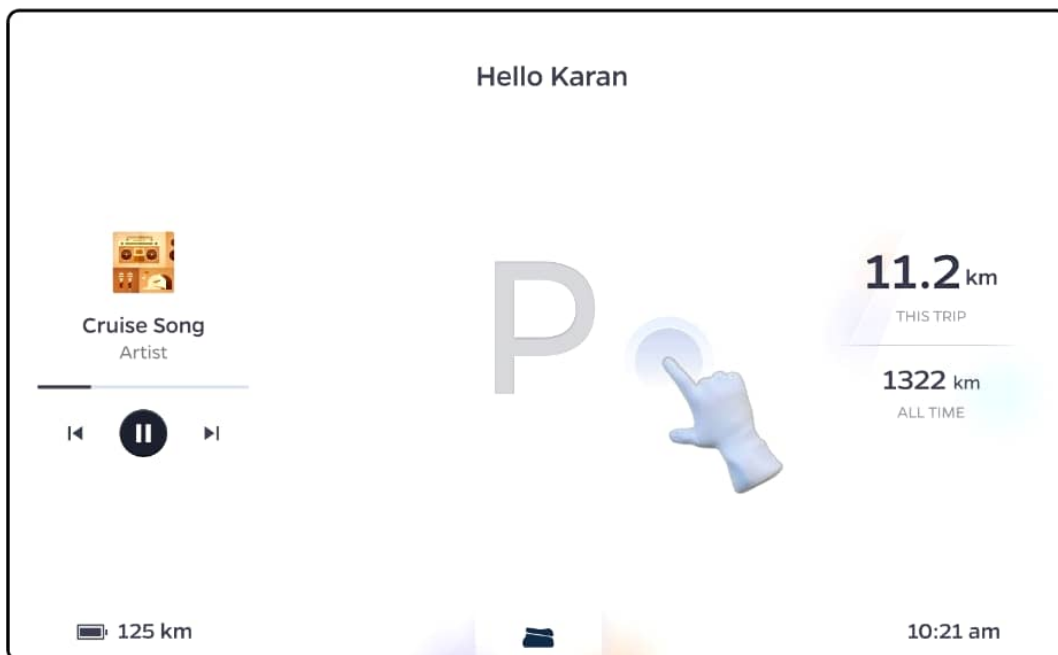 Hello Karan
Cruise Song
Artist
P
11.2 km
THIS TRIP
1322 km
ALL TIME
125 km
10:21 am